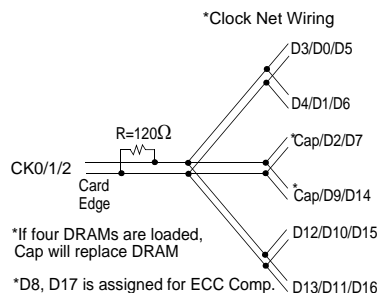 *Clock Net Wiring
D3/D0/D5
D4/D1/D6
R=120Ω
*Cap/D2/D7
CK0/1/2
Card
Edge
*Cap/D9/D14
*If four DRAMs are loaded,
Cap will replace DRAM
D12/D10/D15
*D8, D17 is assigned for ECC Comp.
D13/D11/D16